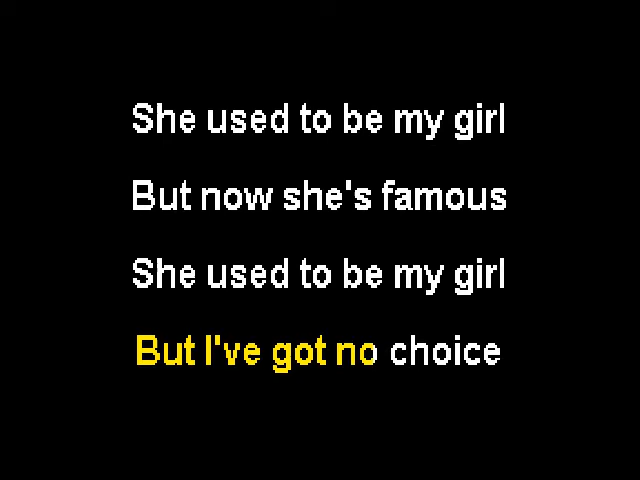 She used to be my girl
But now she's famous
She used to be my girl
But I've got no choice